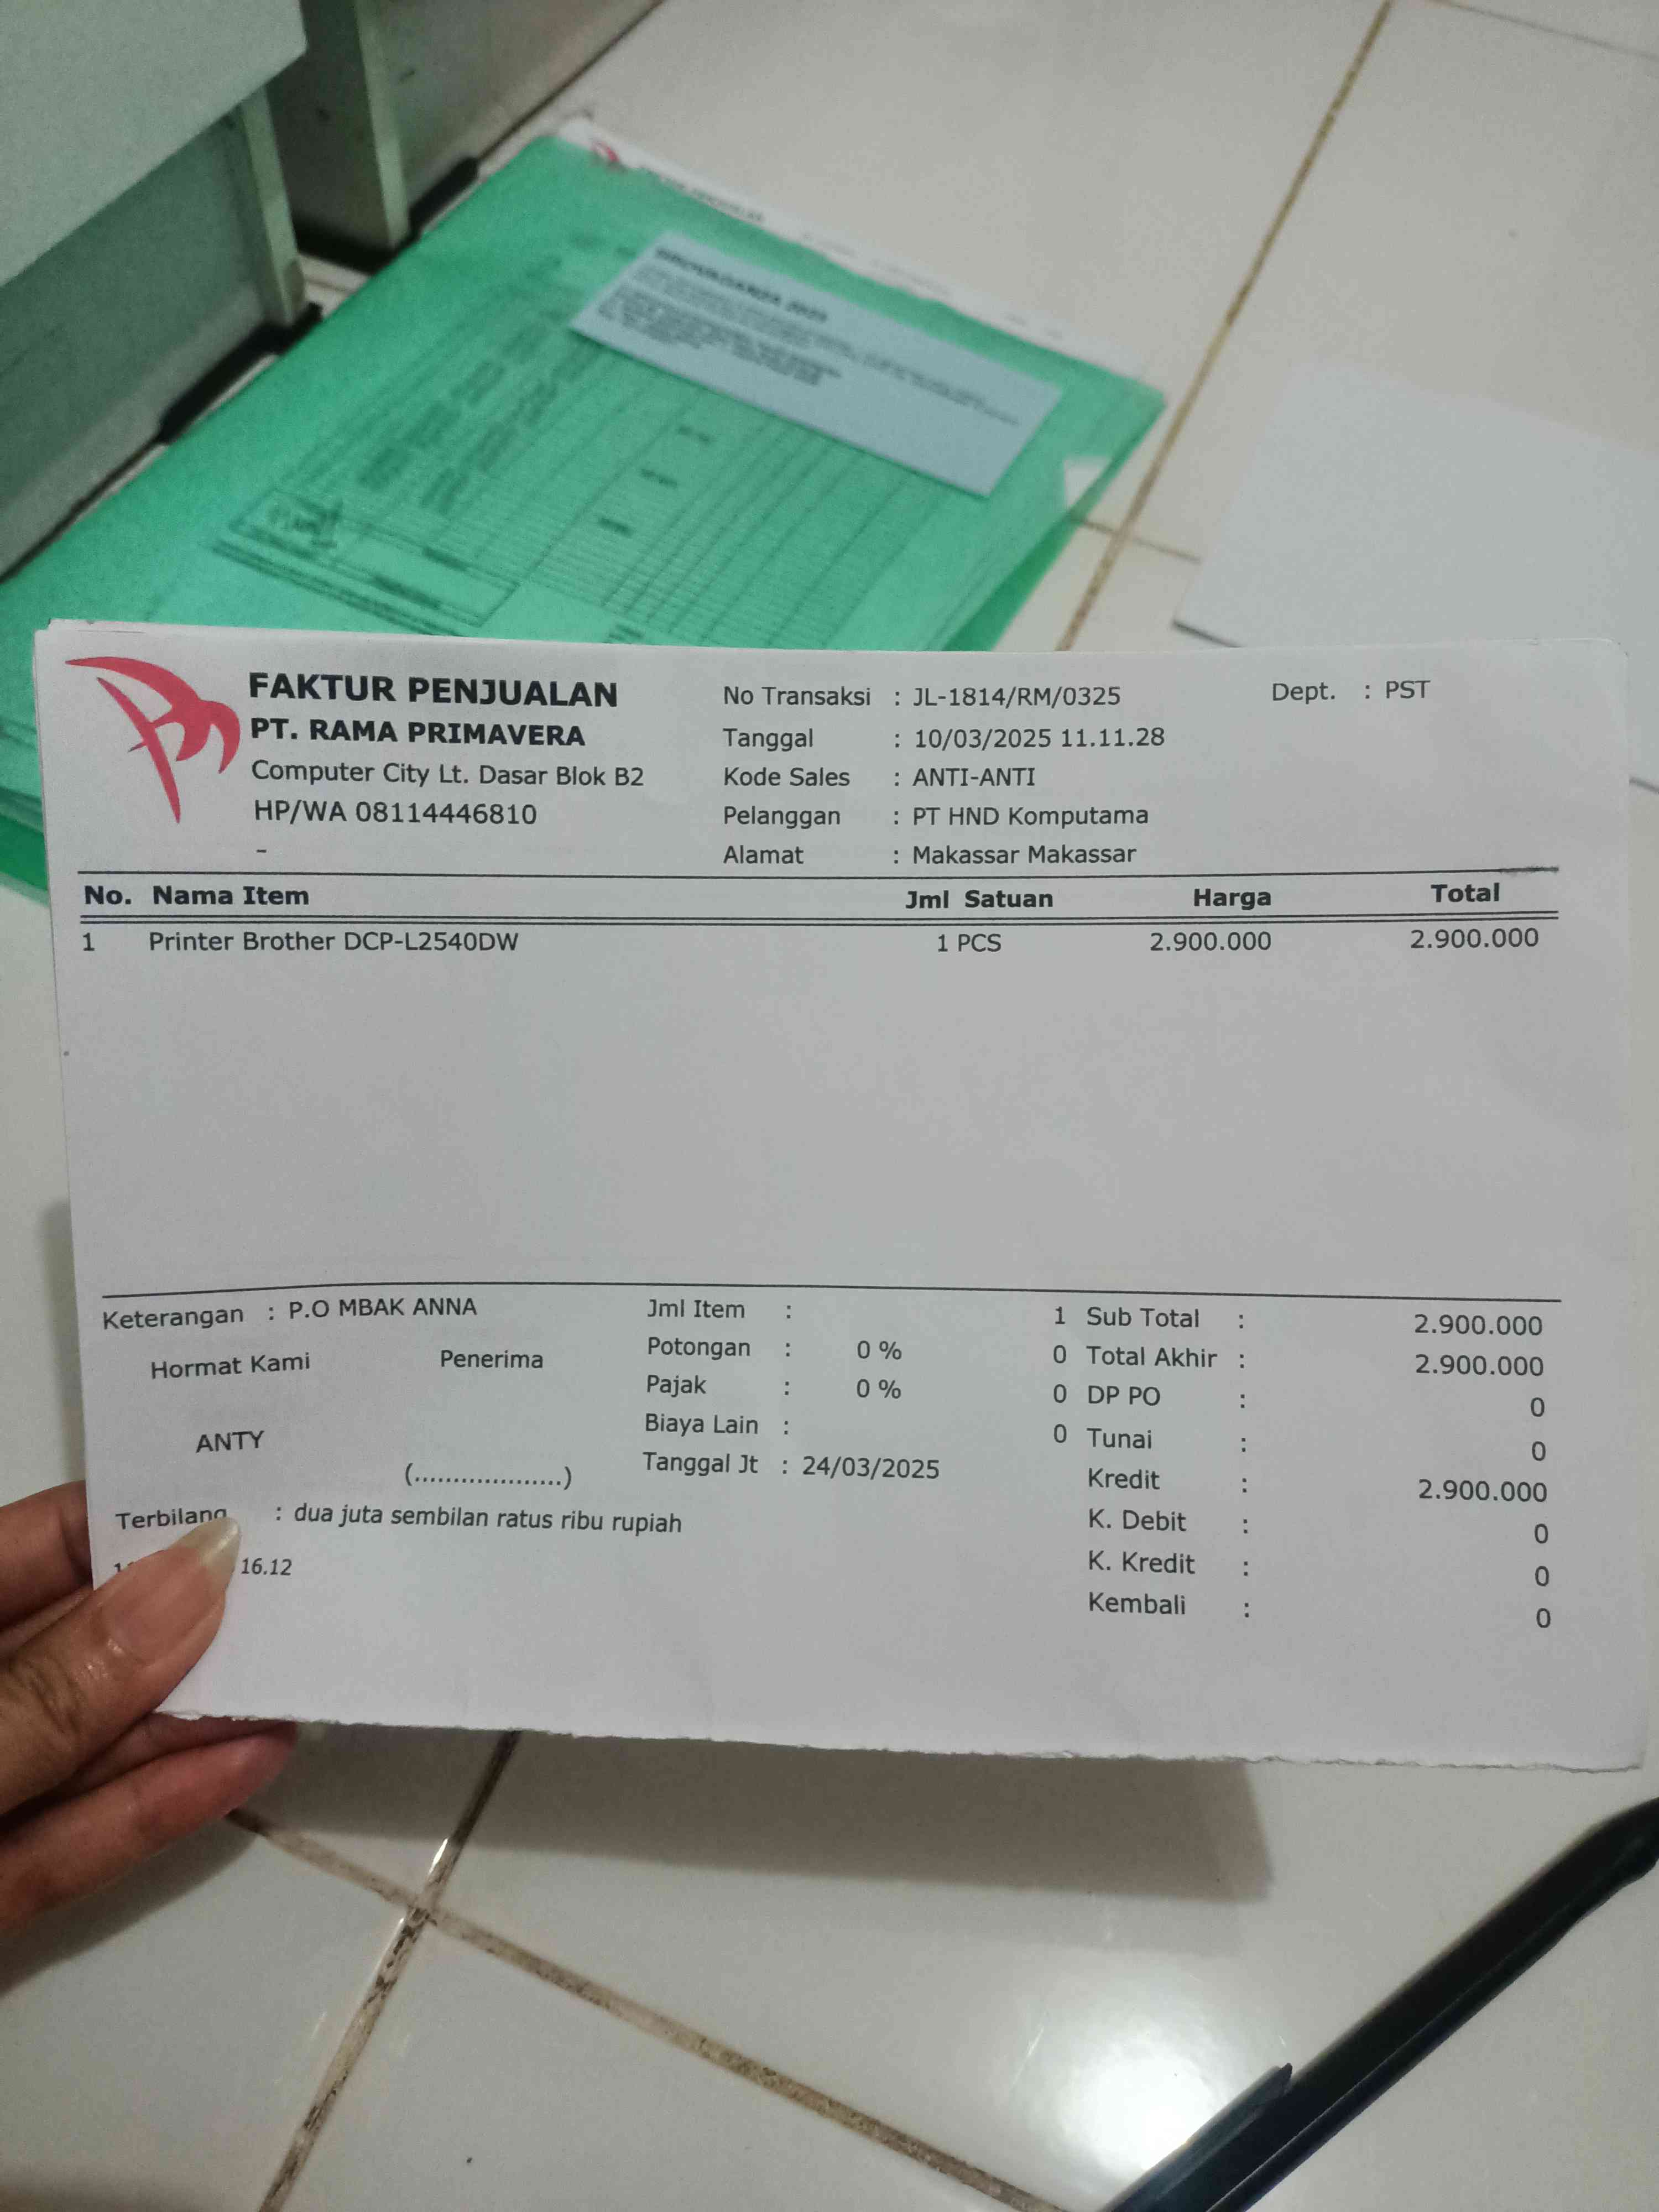 FAKTUR PENJUALAN
PT. RAMA PRIMAVERA
Computer City Lt. Dasar Blok B2
HP/WA 08114446810
-
No Transaksi : JL-1814/RM/0325
Dept. : PST
Tanggal : 10/03/2025 11.11.28
Kode Sales : ANTI-ANTI
Pelanggan : PT HND Komputama
Alamat : Makassar Makassar
No. Nama Item Jml Satuan Harga Total
1 Printer Brother DCP-L2540DW 1 PCS 2.900.000 2.900.000
Keterangan : P.O MBAK ANNA
Hormat Kami Penerima
ANTY
(...................)
Jml Item : 1
Potongan : 0 % 0
Pajak : 0 % 0
Biaya Lain : 0
Tanggal Jt : 24/03/2025
Sub Total : 2.900.000
Total Akhir : 2.900.000
DP PO : 0
Tunai : 0
Kredit : 2.900.000
K. Debit : 0
K. Kredit : 0
Kembali : 0
Terbilang : dua juta sembilan ratus ribu rupiah
16.12